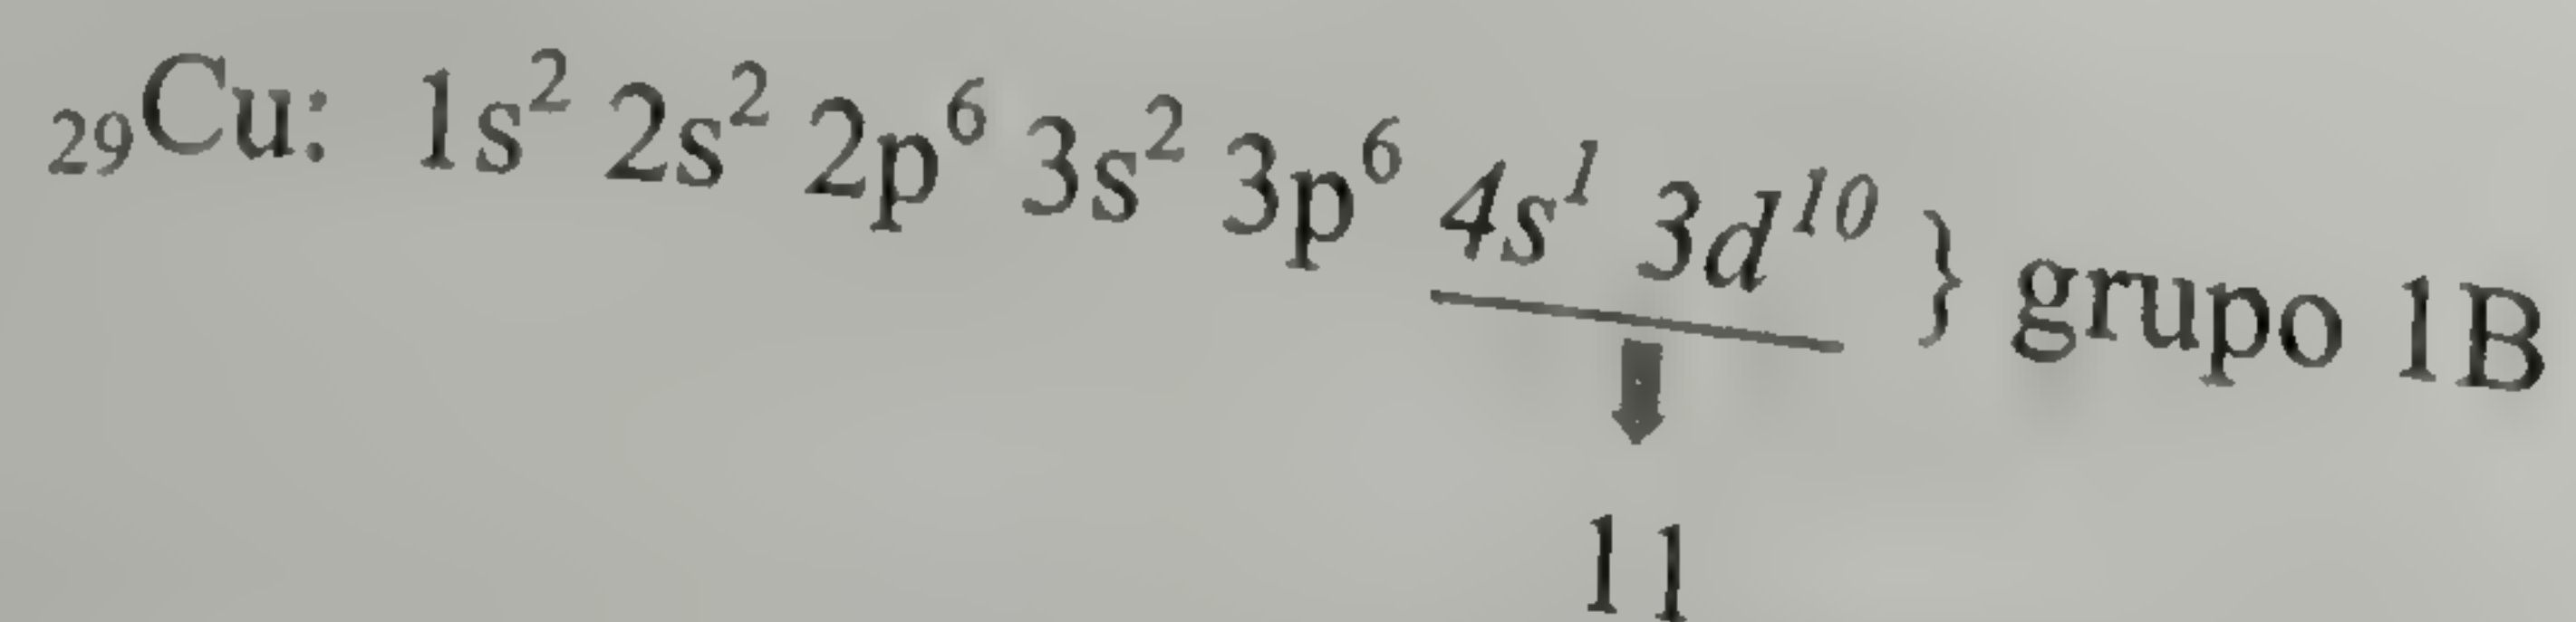 ₂₉Cu: 1s² 2s² 2p⁶ 3s² 3p⁶ 4s¹ 3d¹⁰ } grupo 1B
11